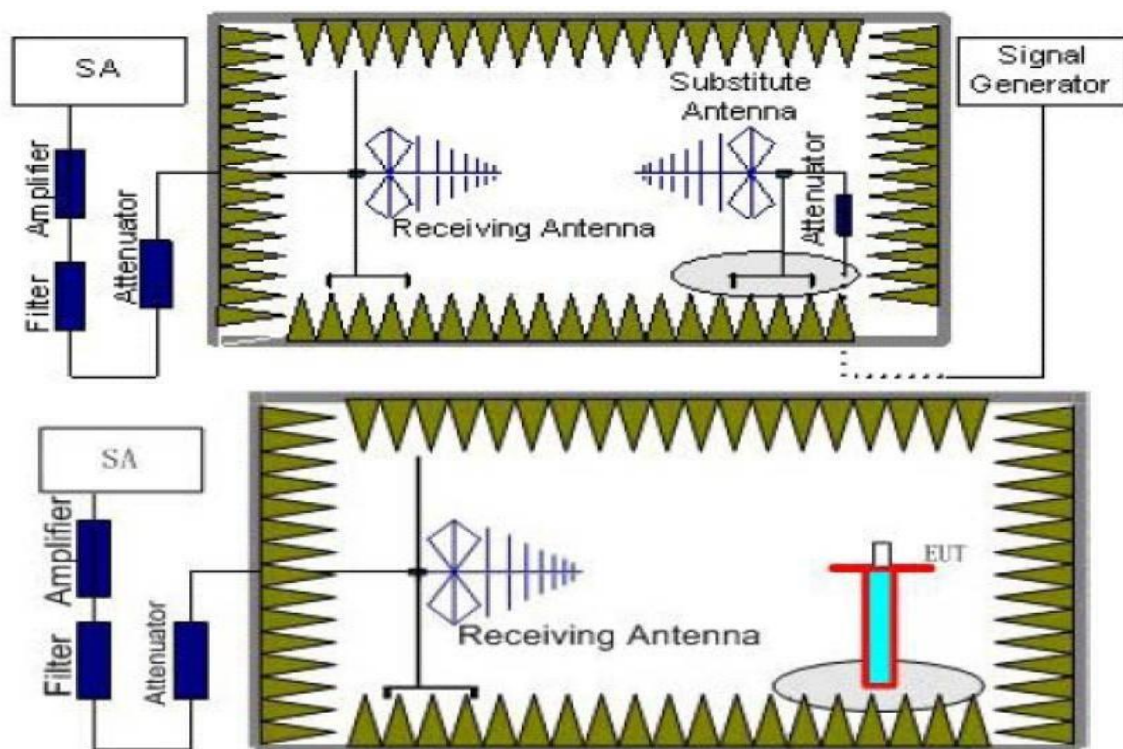 SA
Signal
Generator
Substitute
Antenna
Amplifier
Attenuator
Attenuator
Receiving Antenna
Filter
SA
Amplifier
EUT
Receiving Antenna
Filter
Attenuator